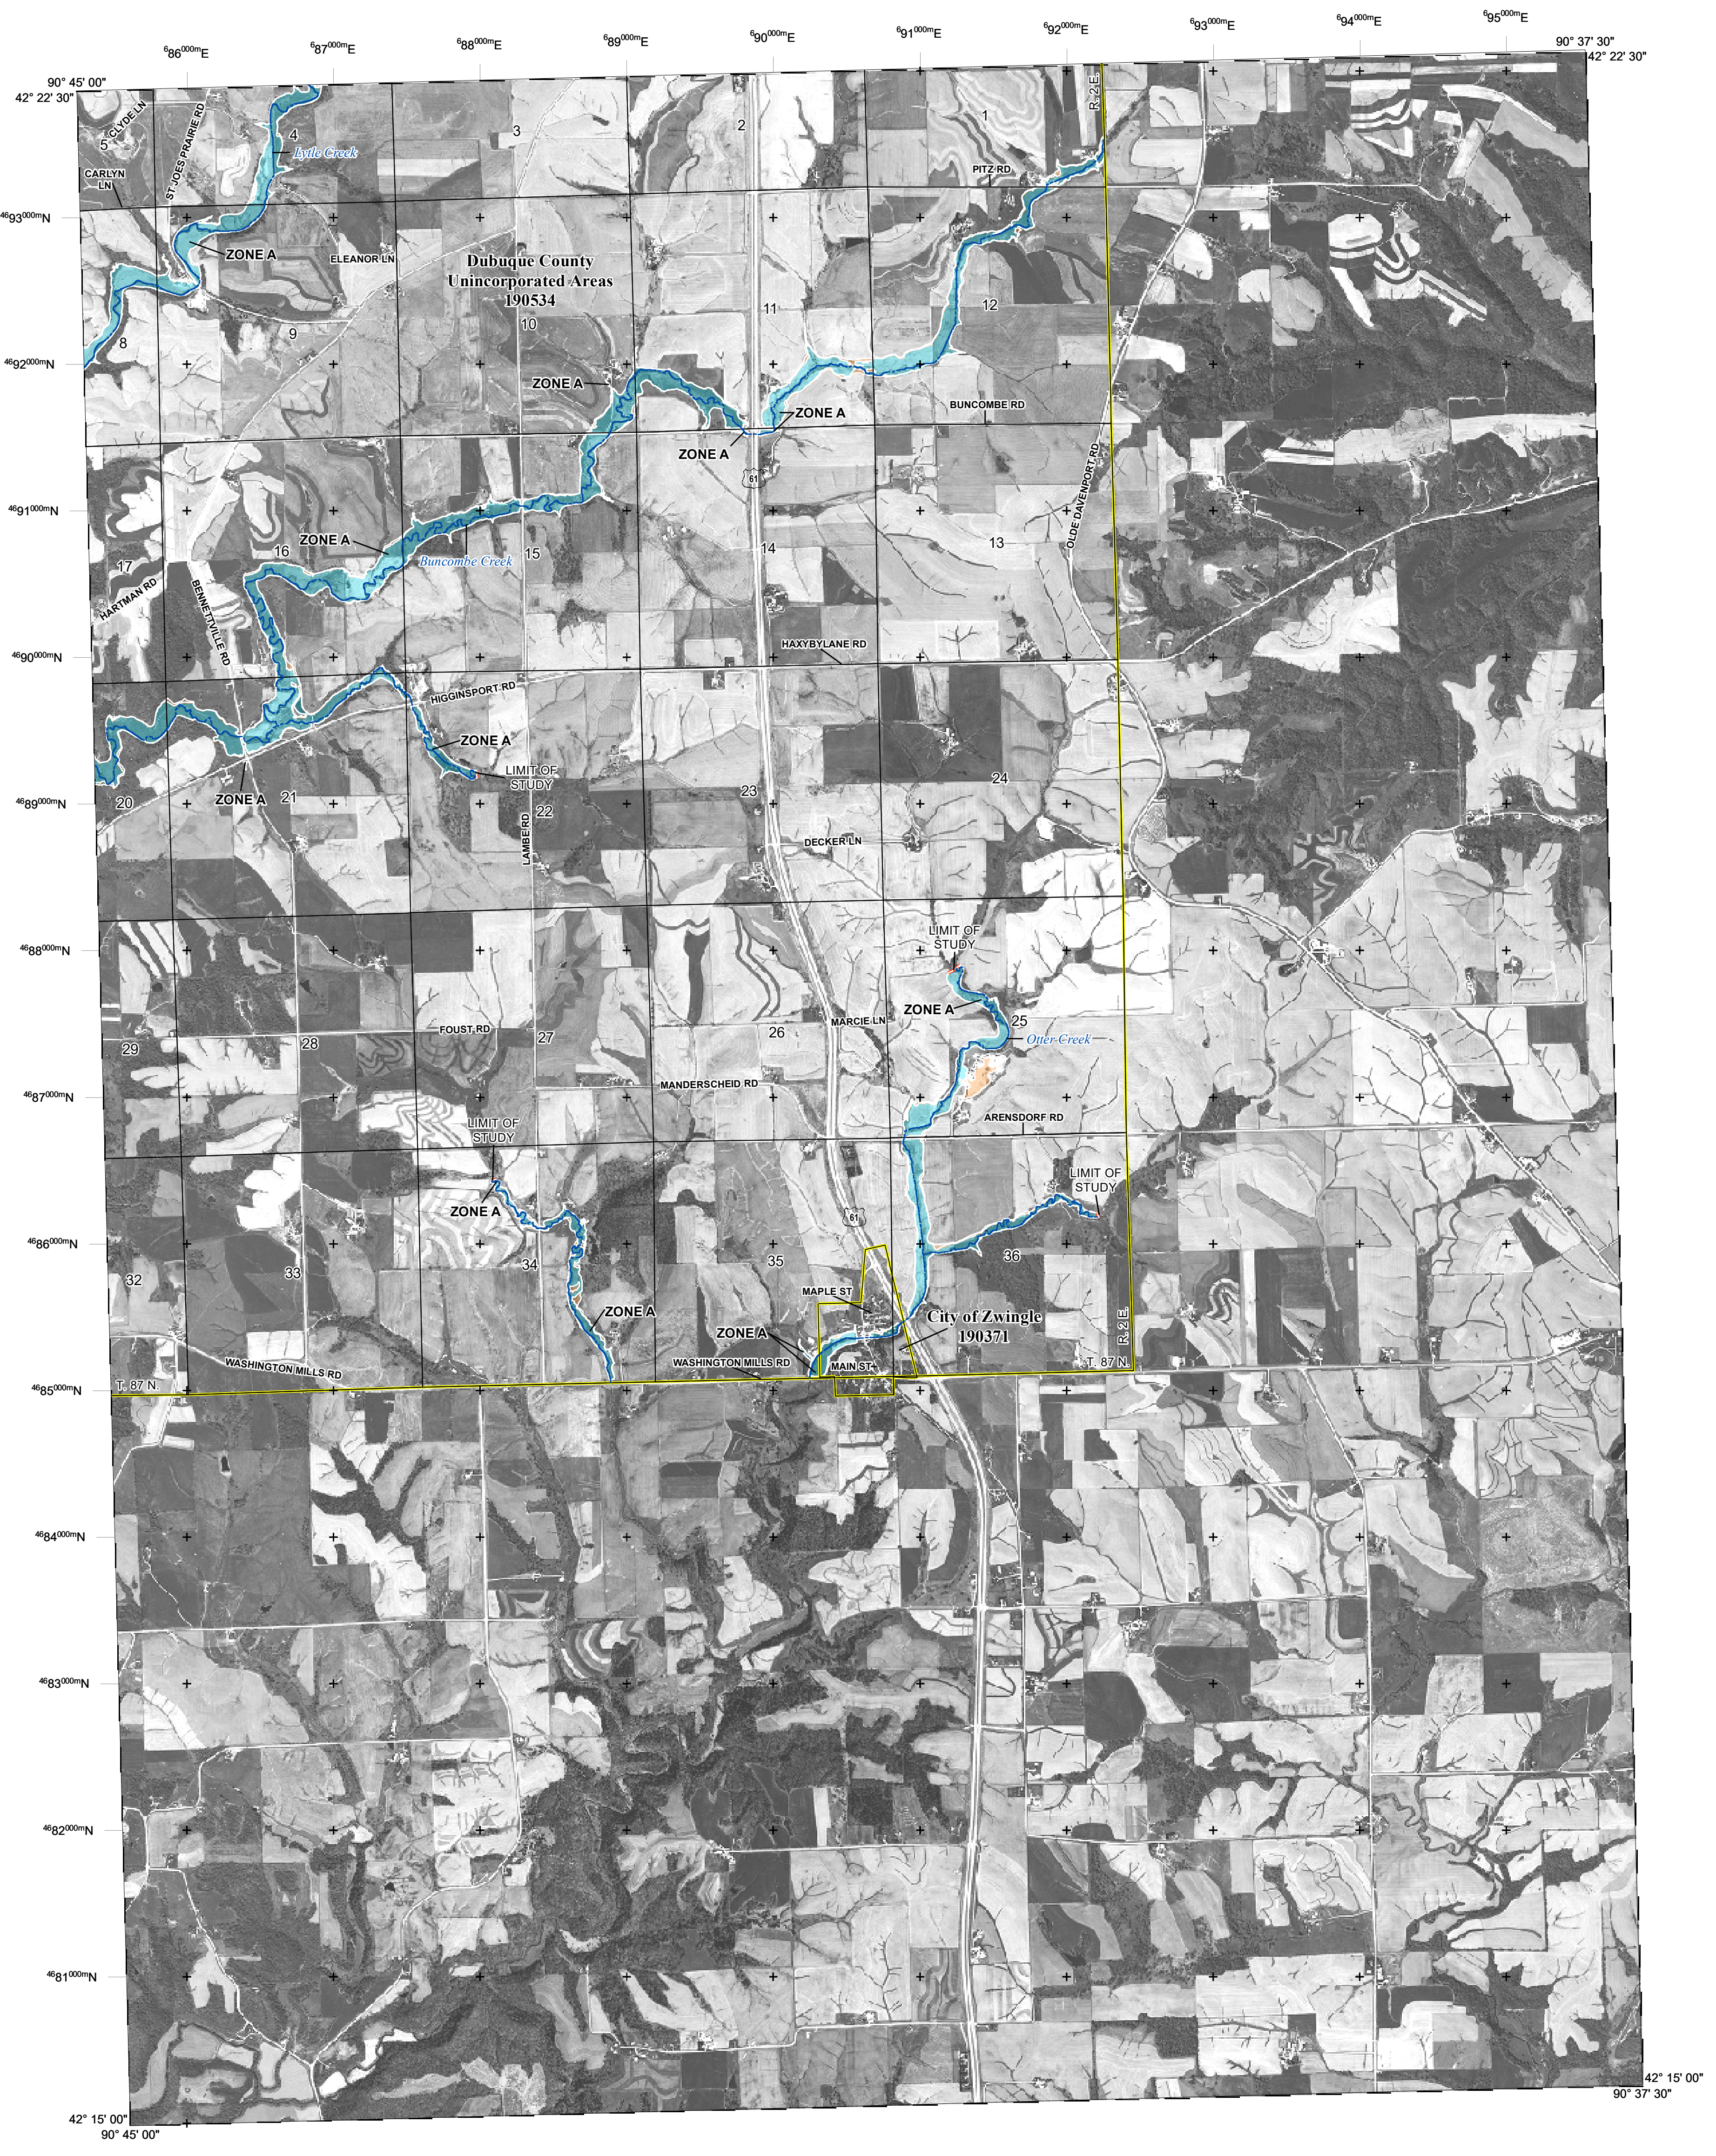 ⁶86⁰⁰⁰ᵐE
⁶87⁰⁰⁰ᵐE
⁶88⁰⁰⁰ᵐE
⁶89⁰⁰⁰ᵐE
⁶90⁰⁰⁰ᵐE
⁶91⁰⁰⁰ᵐE
⁶92⁰⁰⁰ᵐE
⁶93⁰⁰⁰ᵐE
⁶94⁰⁰⁰ᵐE
⁶95⁰⁰⁰ᵐE
90° 45' 00"
42° 22' 30"
90° 37' 30"
42° 22' 30"
CLYDE LN
5
CARLYN
LN
ST JOES PRAIRIE RD
4
Lytle Creek
3
2
1
R. 2 E.
PITZ RD
⁴⁶93⁰⁰⁰ᵐN
ZONE A
ELEANOR LN
Dubuque County
Unincorporated Areas
190534
8
9
10
11
12
⁴⁶92⁰⁰⁰ᵐN
ZONE A
ZONE A
BUNCOMBE RD
ZONE A
61
OLDE DAVENPORT RD
⁴⁶91⁰⁰⁰ᵐN
ZONE A
Buncombe Creek
17
16
15
14
13
HARTMAN RD
BENNETTVILLE RD
HAXYBYLANE RD
⁴⁶90⁰⁰⁰ᵐN
HIGGINSPORT RD
ZONE A
LIMIT OF
STUDY
ZONE A
20
21
22
23
24
⁴⁶89⁰⁰⁰ᵐN
LAMBE RD
DECKER LN
LIMIT OF
STUDY
⁴⁶88⁰⁰⁰ᵐN
ZONE A
MARCIE LN
25
Otter Creek
FOUST RD
29
28
27
26
MANDERSCHEID RD
⁴⁶87⁰⁰⁰ᵐN
ARENSDORF RD
LIMIT OF
STUDY
ZONE A
LIMIT OF
STUDY
61
⁴⁶86⁰⁰⁰ᵐN
32
33
34
35
36
MAPLE ST
ZONE A
ZONE A
City of Zwingle
190371
R. 2 E.
WASHINGTON MILLS RD
WASHINGTON MILLS RD
MAIN ST
T. 87 N.
T. 87 N.
⁴⁶85⁰⁰⁰ᵐN
⁴⁶84⁰⁰⁰ᵐN
⁴⁶83⁰⁰⁰ᵐN
⁴⁶82⁰⁰⁰ᵐN
⁴⁶81⁰⁰⁰ᵐN
42° 15' 00"
90° 45' 00"
42° 15' 00"
90° 37' 30"